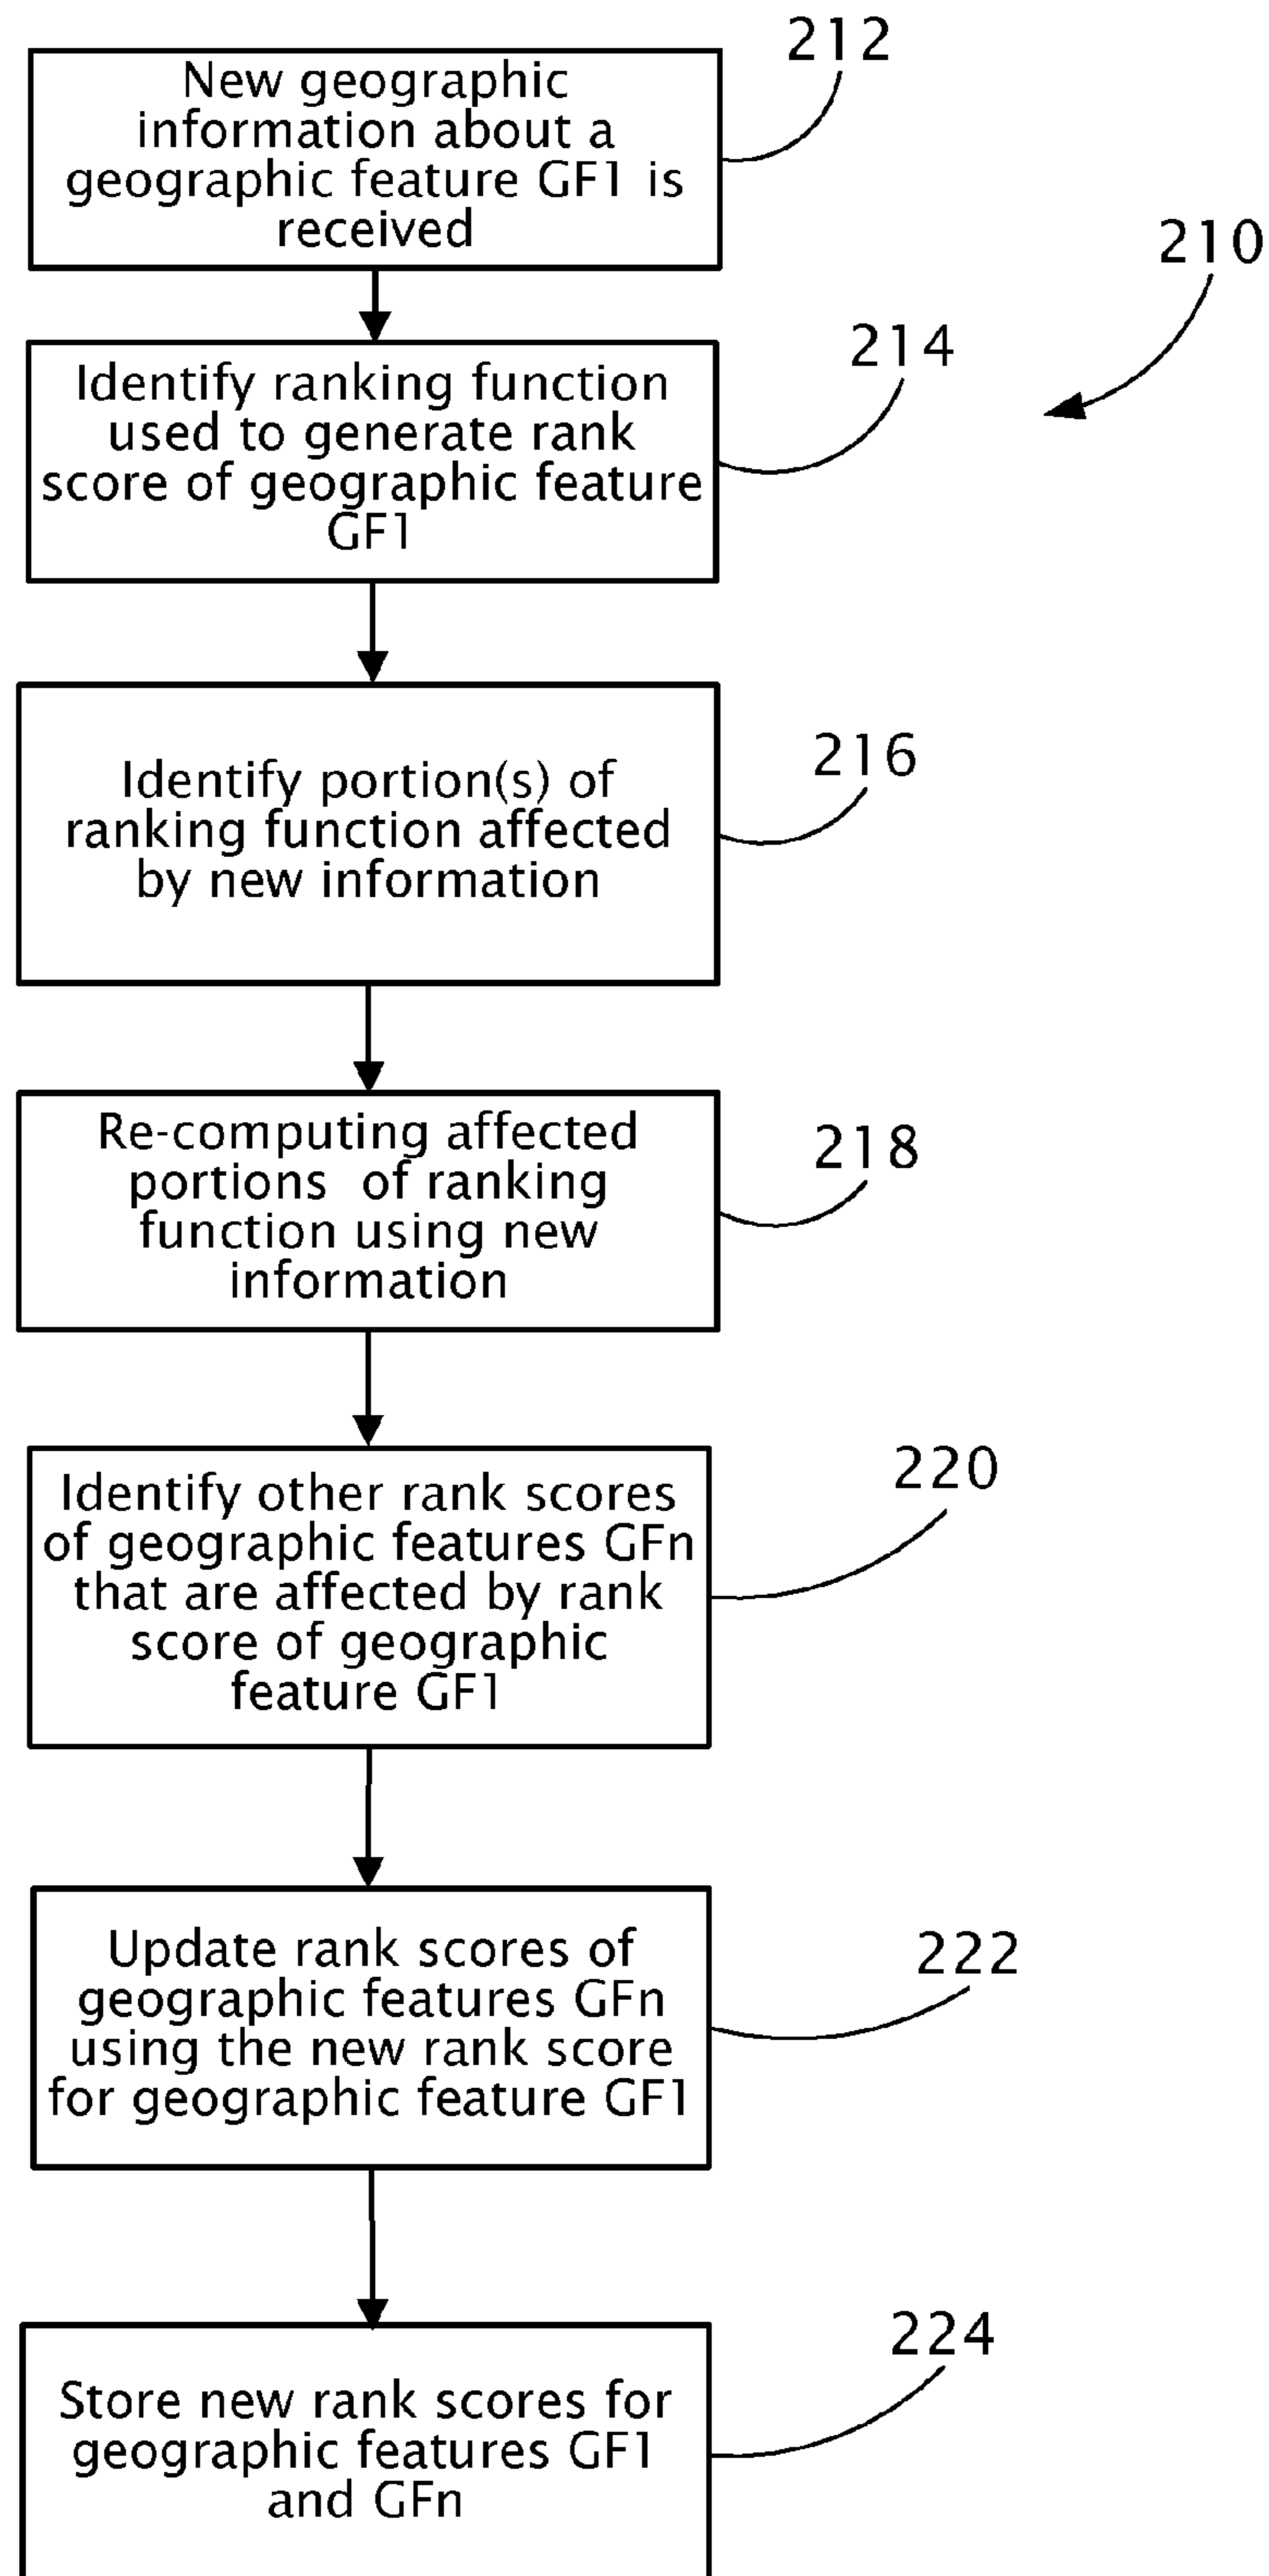 212
New geographic
information about a
geographic feature GF1 is
received
210
214
Identify ranking function
used to generate rank
score of geographic feature
GF1
216
Identify portion(s) of
ranking function affected
by new information
218
Re-computing affected
portions of ranking
function using new
information
220
Identify other rank scores
of geographic features GFn
that are affected by rank
score of geographic
feature GF1
222
Update rank scores of
geographic features GFn
using the new rank score
for geographic feature GF1
224
Store new rank scores for
geographic features GF1
and GFn